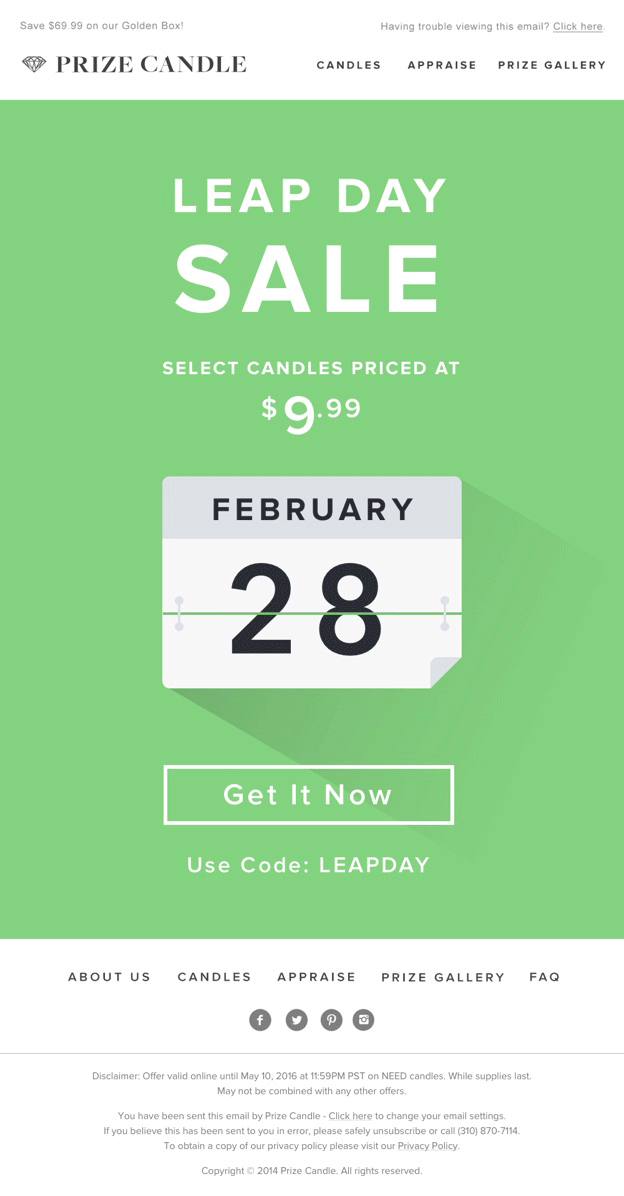 Save $69.99 on our Golden Box!
Having trouble viewing this email? Click here.
PRIZE CANDLE
CANDLES APPRAISE PRIZE GALLERY
LEAP DAY
SALE
SELECT CANDLES PRICED AT
$9.99
FEBRUARY
28
Get It Now
Use Code: LEAPDAY
ABOUT US CANDLES APPRAISE PRIZE GALLERY FAQ
Disclaimer: Offer valid online until May 10, 2016 at 11:59PM PST on NEED candles. While supplies last.
May not be combined with any other offers.
You have been sent this email by Prize Candle - Click here to change your email settings.
If you believe this has been sent to you in error, please safely unsubscribe or call (310) 870-7114.
To obtain a copy of our privacy policy please visit our Privacy Policy.
Copyright © 2014 Prize Candle. All rights reserved.